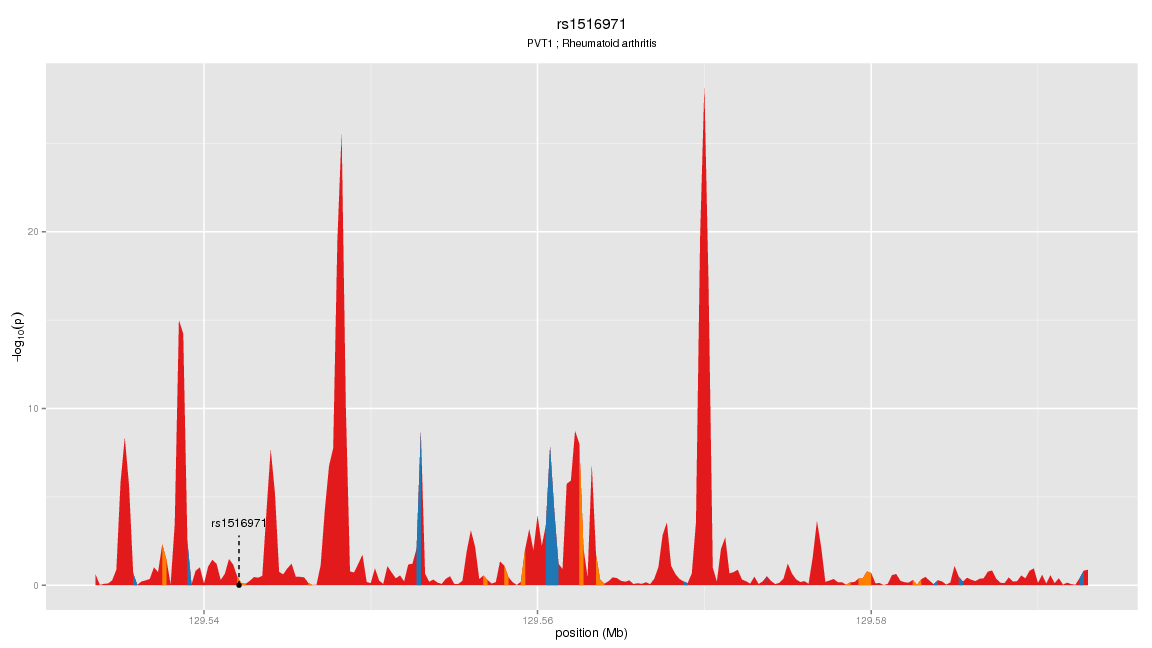 rs1516971
PVT1 ; Rheumatoid arthritis
−log10(p)
20
10
0
rs1516971
129.54
129.56
129.58
position (Mb)